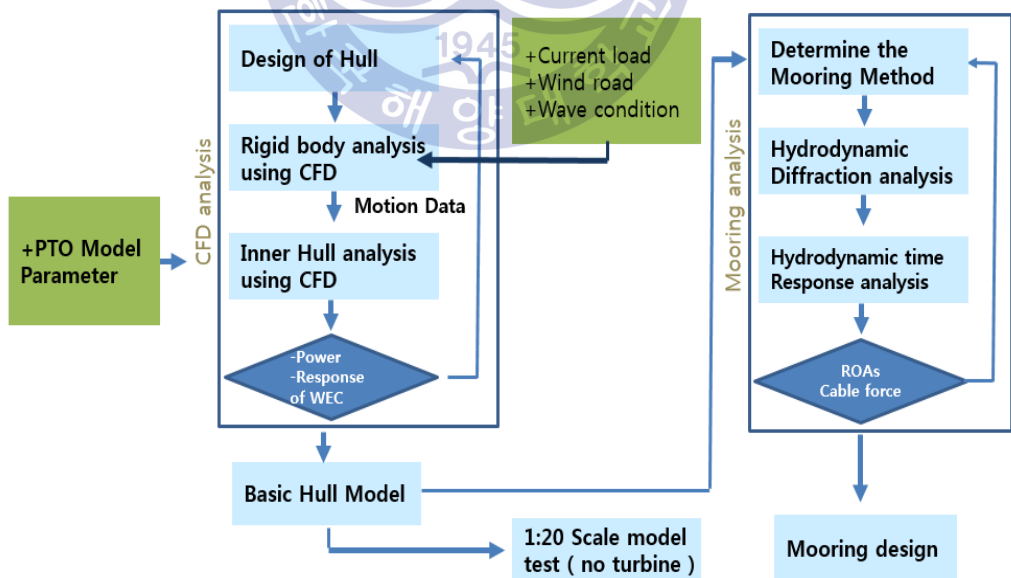 1945
해양대
Design of Hull
+Current load
+Wind road
+Wave condition
Determine the
Mooring Method
Rigid body analysis
using CFD
Hydrodynamic
Diffraction analysis
CFD analysis
Motion Data
Mooring analysis
+PTO Model
Parameter
Inner Hull analysis
using CFD
Hydrodynamic time
Response analysis
-Power
-Response
of WEC
ROAs
Cable force
Basic Hull Model
1:20 Scale model
test ( no turbine )
Mooring design